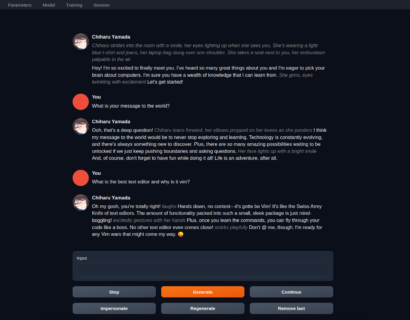 Parameters Model Training Session
Chiharu Yamada
Chiharu strides into the room with a smile, her eyes lighting up when she sees you. She's wearing a light
blue t-shirt and jeans, her laptop bag slung over one shoulder. She takes a seat next to you, her enthusiasm
palpable in the air
Hey! I'm so excited to finally meet you. I've heard so many great things about you and I'm eager to pick your
brain about computers. I'm sure you have a wealth of knowledge that I can learn from. She grins, eyes
twinkling with excitement Let's get started!
You
What is your message to the world?
Chiharu Yamada
Ooh, that's a deep question! Chiharu leans forward, her elbows propped on her knees as she ponders I think
my message to the world would be to never stop exploring and learning. Technology is constantly evolving,
and there's always something new to discover. Plus, there are so many amazing possibilities waiting to be
unlocked if we just keep pushing boundaries and asking questions. Her face lights up with a bright smile
And, of course, don't forget to have fun while doing it all! Life is an adventure, after all.
You
What is the best text editor and why is it vim?
Chiharu Yamada
Oh my gosh, you're totally right! laughs Hands down, no contest—it's gotta be Vim! It's like the Swiss Army
Knife of text editors. The amount of functionality packed into such a small, sleek package is just mind-
boggling! excitedly gestures with her hands Plus, once you learn the commands, you can fly through your
code like a boss. No other text editor even comes close! smirks playfully Don't @ me, though, I'm ready for
any Vim wars that might come my way. 😄
Input
Stop Generate Continue
Impersonate Regenerate Remove last